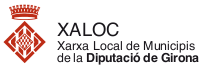 XALOC
Xarxa Local de Municipis
de la Diputació de Girona